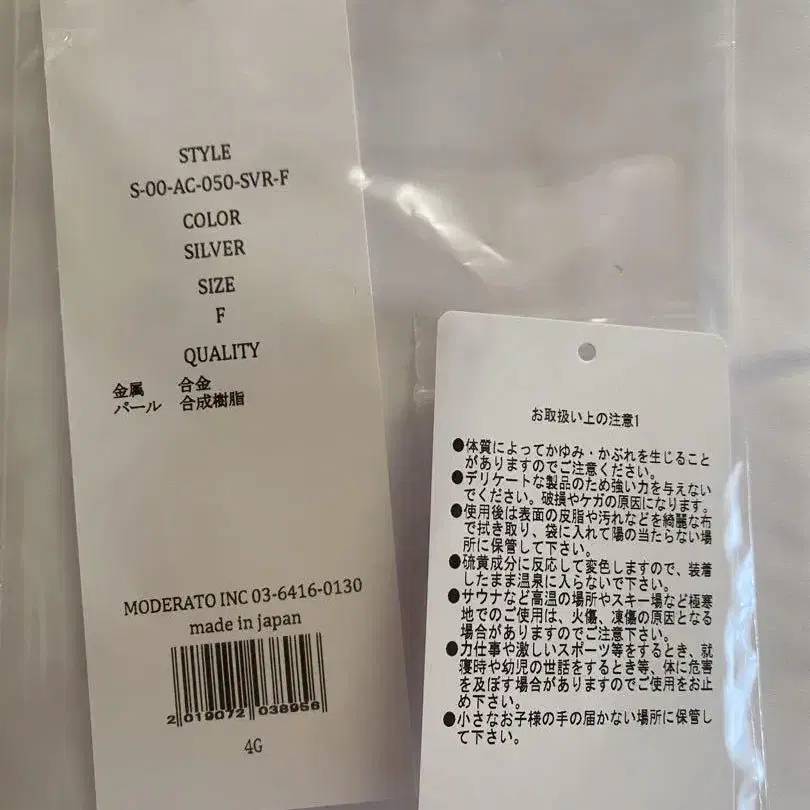 STYLE
S-00-AC-050-SVR-F
COLOR
SILVER
SIZE
F
QUALITY
金属 合金
パール 合成樹脂
MODERATO INC 03-6416-0130
made in japan
2 019072 038956
4G
お取扱い上の注意1
●体質によってかゆみ・かぶれを生じること
がありますのでご注意ください。
●デリケートな製品のため強い力を与えない
でください。破損やケガの原因になります。
●使用後は表面の皮脂や汚れなどを綺麗な布
で拭き取り、袋に入れて陽の当たらない場
所に保管して下さい。
●硫黄成分に反応して変色しますので、装着
したまま温泉に入らないで下さい。
●サウナなど高温の場所やスキー場など極寒
地でのご使用は、火傷、凍傷の原因となる
場合がありますのでご注意下さい。
●力仕事や激しいスポーツ等をするとき、就
寝時や幼児の世話をするとき等、体に危害
を及ぼす場合がありますのでご使用をお止
め下さい。
●小さなお子様の手の届かない場所に保管し
て下さい。